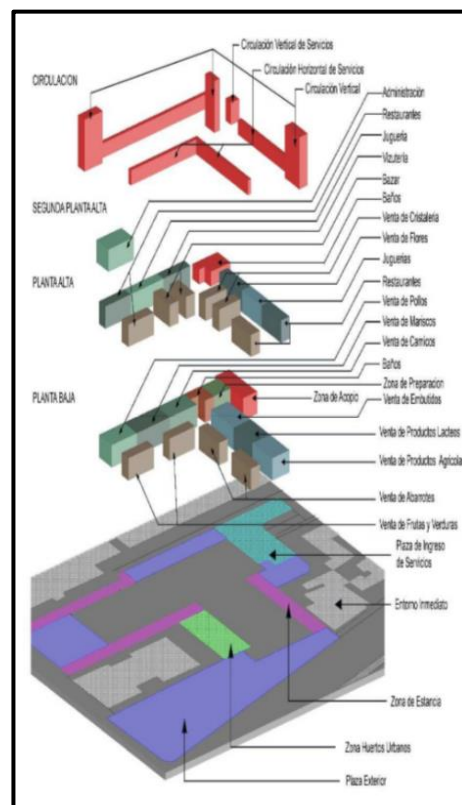 Circulación Vertical de Servicios
Circulación Horizontal de Servicios
CIRCULACION
Circulación Vertical
Administración
Restaurantes
Juguería
Vizutería
Bazar
SEGUNDA PLANTA ALTA
Baños
Venta de Cristalería
Venta de Flores
PLANTA ALTA
Juguerías
Restaurantes
Venta de Pollos
Venta de Mariscos
Venta de Carnicos
Baños
Zona de Preparación
PLANTA BAJA
Zona de Acopio
Venta de Embutidos
Venta de Productos Lacteos
Venta de Productos Agrícola
Venta de Abarrotes
Venta de Frutas y Verduras
Plaza de Ingreso
de Servicios
Entorno Inmediato
Zona de Estancia
Zona Huertos Urbanos
Plaza Exterior